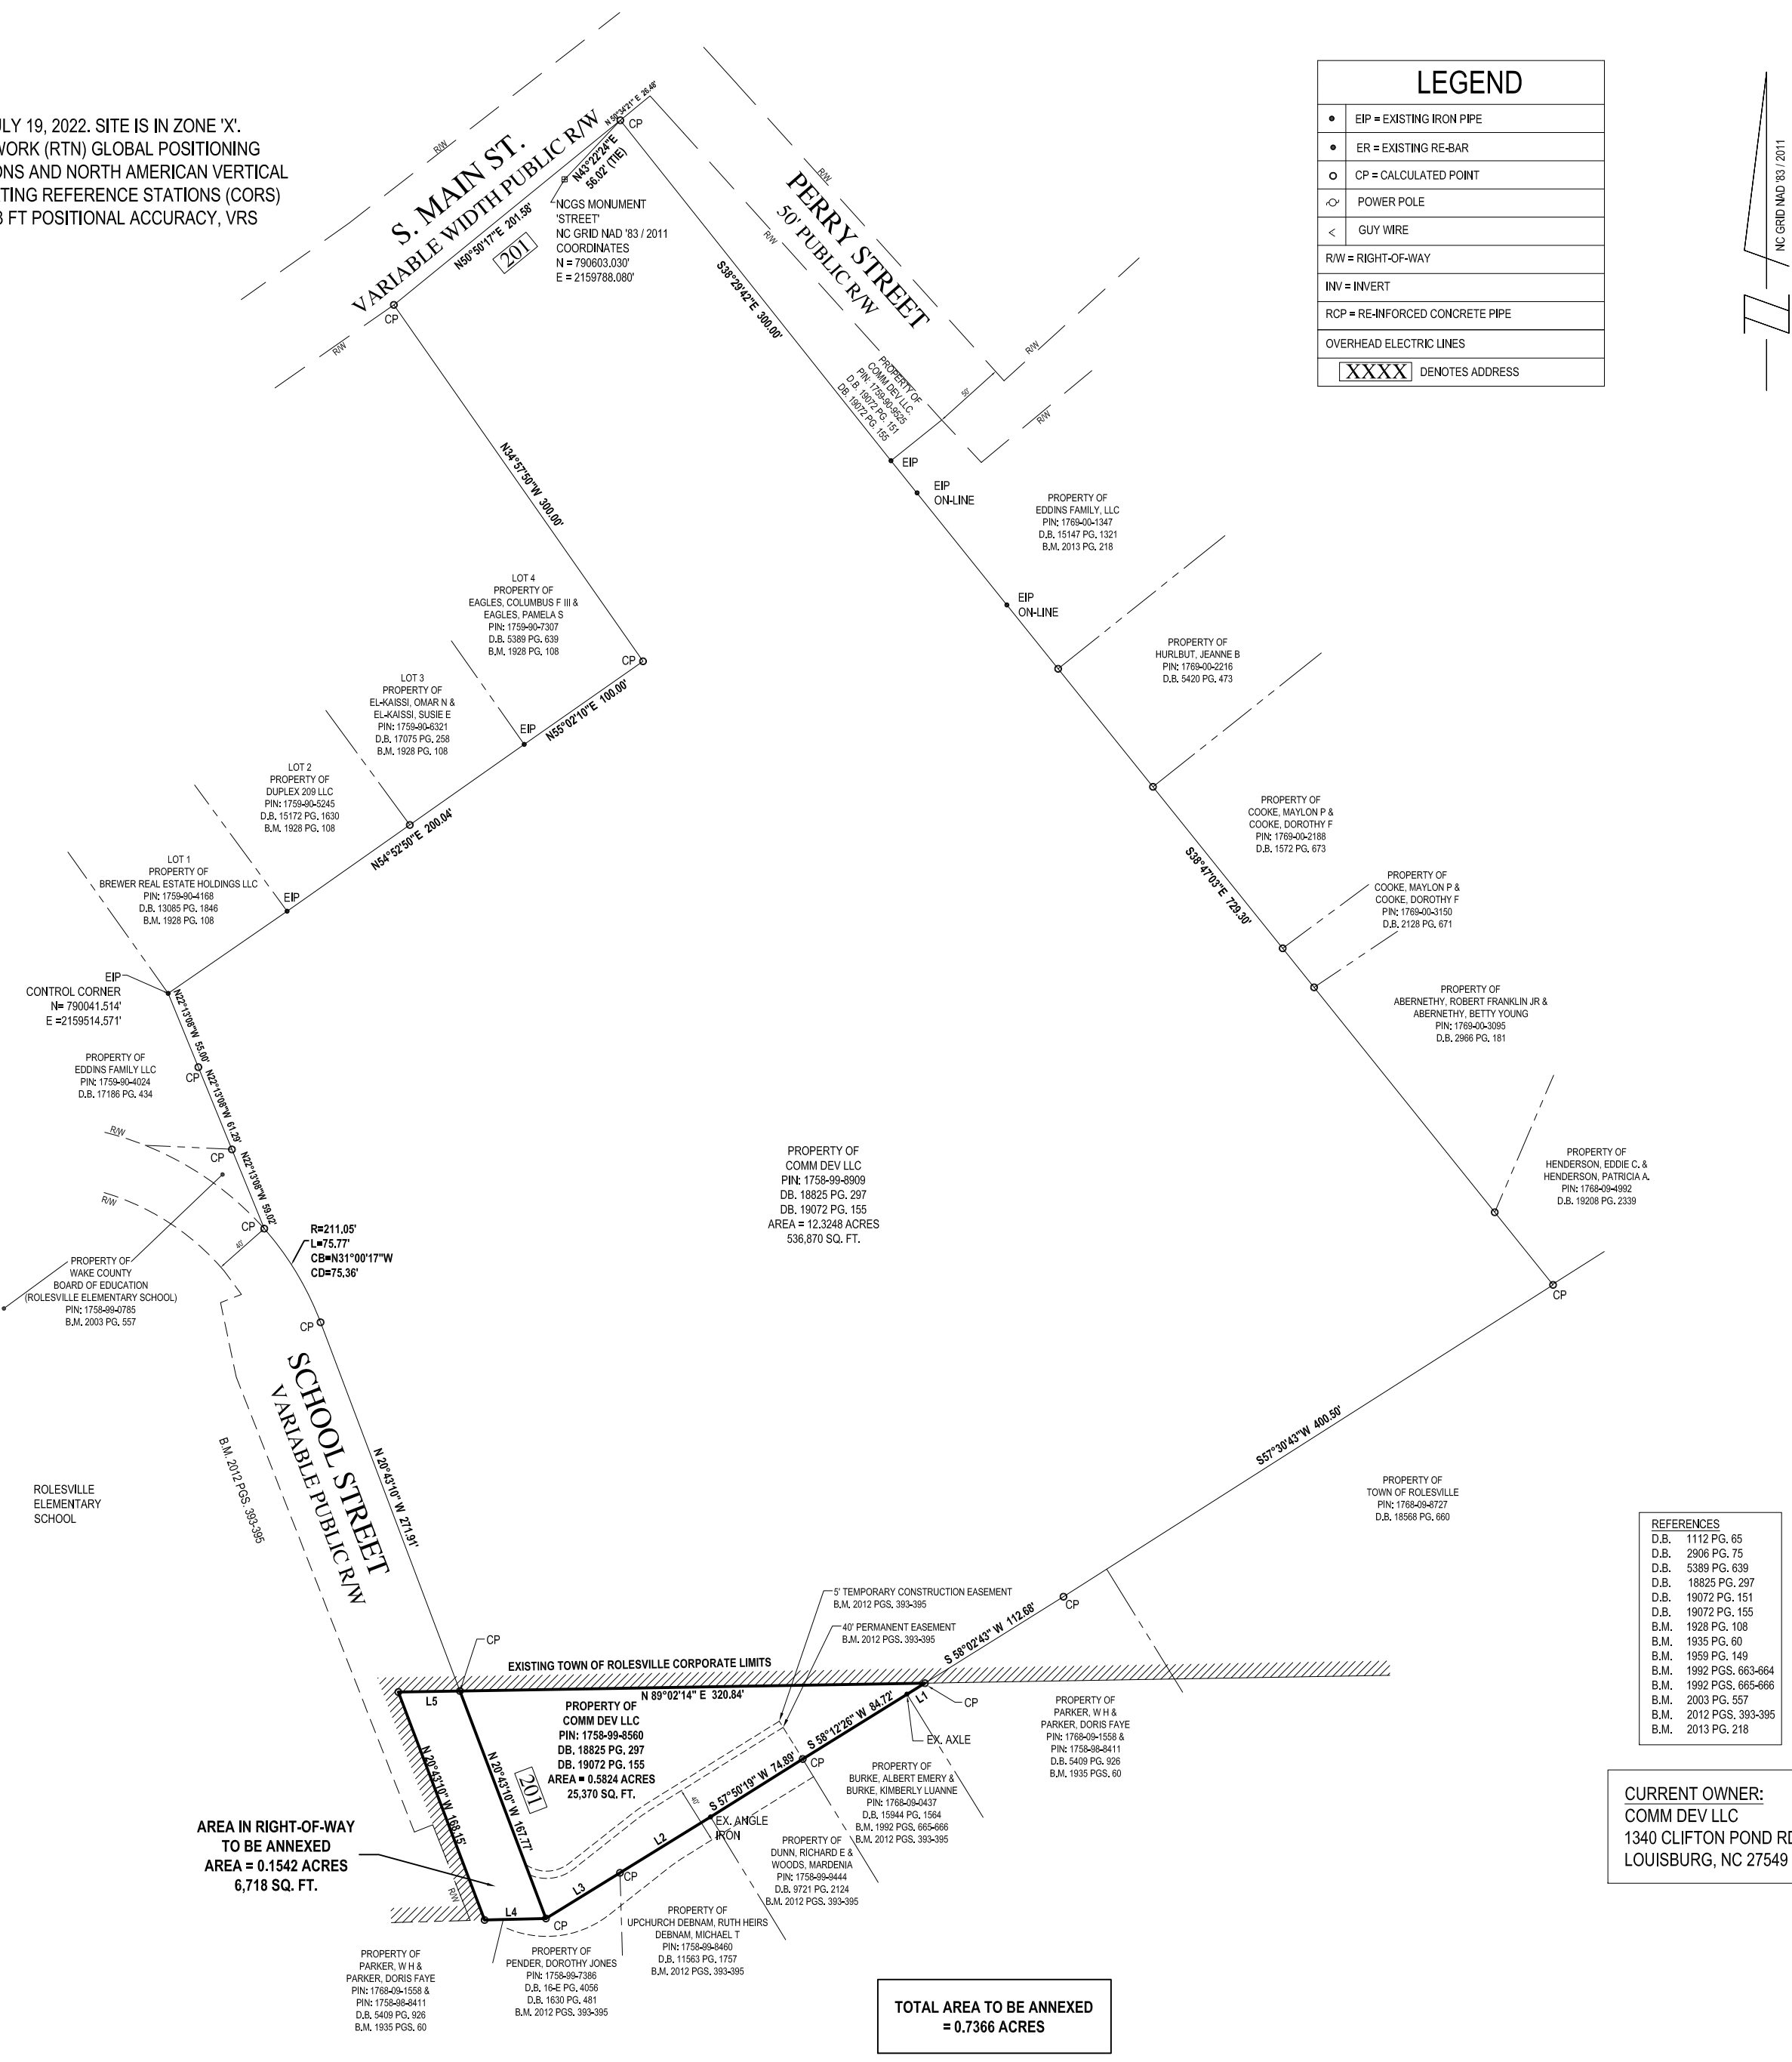 JLY 19, 2022. SITE IS IN ZONE 'X'.
WORK (RTN) GLOBAL POSITIONING
ONS AND NORTH AMERICAN VERTICAL
TING REFERENCE STATIONS (CORS)
3 FT POSITIONAL ACCURACY, VRS
LEGEND
EIP = EXISTING IRON PIPE
ER = EXISTING RE-BAR
CP = CALCULATED POINT
POWER POLE
GUY WIRE
R/W = RIGHT-OF-WAY
INV = INVERT
RCP = RE-INFORCED CONCRETE PIPE
OVERHEAD ELECTRIC LINES
XXXX DENOTES ADDRESS
NC GRID NAD '83 / 2011
R/W
S. MAIN ST.
VARIABLE WIDTH PUBLIC R/W
N 50°34'21" E 26.48'
CP
N43°22'24"E
56.02' (TIE)
N50°50'17"E 201.58'
201
NCGS MONUMENT
'STREET'
NC GRID NAD '83 / 2011
COORDINATES
N = 790603.030'
E = 2159788.080'
CP
R/W
R/W
PERRY STREET
50' PUBLIC R/W
R/W
S38°29'42"E 300.00'
R/W
R/W
50'
PROPERTY OF
COMM DEV LLC.
PIN: 1759-90-9525
D.B. 19072 PG. 151
DB. 19072 PG. 155
EIP
EIP
ON-LINE
PROPERTY OF
EDDINS FAMILY, LLC
PIN: 1769-00-1347
D.B. 15147 PG. 1321
B.M. 2013 PG. 218
EIP
ON-LINE
N34°57'50"W 300.00'
LOT 4
PROPERTY OF
EAGLES, COLUMBUS F III &
EAGLES, PAMELA S
PIN: 1759-90-7307
D.B. 5389 PG. 639
B.M. 1928 PG. 108
CP
PROPERTY OF
HURLBUT, JEANNE B
PIN: 1769-00-2216
D.B. 5420 PG. 473
LOT 3
PROPERTY OF
EL-KAISSI, OMAR N &
EL-KAISSI, SUSIE E
PIN: 1759-90-6321
D.B. 17075 PG. 258
B.M. 1928 PG. 108
EIP
N55°02'10"E 100.00'
LOT 2
PROPERTY OF
DUPLEX 209 LLC
PIN: 1759-90-5245
D.B. 15172 PG. 1630
B.M. 1928 PG. 108
N54°52'50"E 200.04'
PROPERTY OF
COOKE, MAYLON P &
COOKE, DOROTHY F
PIN: 1769-00-2188
D.B. 1572 PG. 673
S38°47'03"E 729.30'
LOT 1
PROPERTY OF
BREWER REAL ESTATE HOLDINGS LLC
PIN: 1759-90-4168
D.B. 13085 PG. 1846
B.M. 1928 PG. 108
EIP
PROPERTY OF
COOKE, MAYLON P &
COOKE, DOROTHY F
PIN: 1769-00-3150
D.B. 2128 PG. 671
EIP
CONTROL CORNER
N= 790041.514'
E =2159514.571'
N22°13'08"W 55.00'
PROPERTY OF
ABERNETHY, ROBERT FRANKLIN JR &
ABERNETHY, BETTY YOUNG
PIN: 1769-00-3095
D.B. 2966 PG. 181
PROPERTY OF
EDDINS FAMILY LLC
PIN: 1759-90-4024
D.B. 17186 PG. 434
CP
N22°13'08"W 61.29'
R/W
CP
N22°13'08"W 59.02'
R/W
CP
40'
PROPERTY OF
COMM DEV LLC
PIN: 1758-99-8909
DB. 18825 PG. 297
DB. 19072 PG. 155
AREA = 12.3248 ACRES
536,870 SQ. FT.
PROPERTY OF
HENDERSON, EDDIE C. &
HENDERSON, PATRICIA A.
PIN: 1768-09-4992
D.B. 19208 PG. 2339
R=211.05'
L=75.77'
CB=N31°00'17"W
CD=75.36'
PROPERTY OF
WAKE COUNTY
BOARD OF EDUCATION
(ROLESVILLE ELEMENTARY SCHOOL)
PIN: 1758-99-0785
B.M. 2003 PG. 557
CP
CP
SCHOOL STREET
VARIABLE PUBLIC R/W
N 20°43'10" W 271.91'
B.M. 2012 PGS. 393-395
S57°30'43"W 400.50'
ROLESVILLE
ELEMENTARY
SCHOOL
PROPERTY OF
TOWN OF ROLESVILLE
PIN: 1768-09-8727
D.B. 18568 PG. 660
REFERENCES
D.B. 1112 PG. 65
D.B. 2906 PG. 75
D.B. 5389 PG. 639
D.B. 18825 PG. 297
D.B. 19072 PG. 151
D.B. 19072 PG. 155
B.M. 1928 PG. 108
B.M. 1935 PG. 60
B.M. 1959 PG. 149
B.M. 1992 PGS. 663-664
B.M. 1992 PGS. 665-666
B.M. 2003 PG. 557
B.M. 2012 PGS. 393-395
B.M. 2013 PG. 218
5' TEMPORARY CONSTRUCTION EASEMENT
B.M. 2012 PGS. 393-395
40' PERMANENT EASEMENT
B.M. 2012 PGS. 393-395
CP
S 58°02'43" W 112.68'
CP
EXISTING TOWN OF ROLESVILLE CORPORATE LIMITS
L5
N 89°02'14" E 320.84'
L1
CP
PROPERTY OF
COMM DEV LLC
PIN: 1758-99-8560
DB. 18825 PG. 297
DB. 19072 PG. 155
AREA = 0.5824 ACRES
25,370 SQ. FT.
S 58°12'26" W 84.72'
EX. AXLE
PROPERTY OF
PARKER, W H &
PARKER, DORIS FAYE
PIN: 1768-09-1558 &
PIN: 1758-98-8411
D.B. 5409 PG. 926
B.M. 1935 PGS. 60
N 20°43'10" W 168.15'
N 20°43'10" W 167.77'
201
CP
S 57°50'19" W 74.89'
40'
PROPERTY OF
BURKE, ALBERT EMERY &
BURKE, KIMBERLY LUANNE
PIN: 1768-09-0437
D.B. 15944 PG. 1564
B.M. 1992 PGS. 665-666
B.M. 2012 PGS. 393-395
CURRENT OWNER:
COMM DEV LLC
1340 CLIFTON POND RD
LOUISBURG, NC 27549
AREA IN RIGHT-OF-WAY
TO BE ANNEXED
AREA = 0.1542 ACRES
6,718 SQ. FT.
EX. ANGLE
IRON
L2
PROPERTY OF
DUNN, RICHARD E &
WOODS, MARDENIA
PIN: 1758-99-9444
D.B. 9721 PG. 2124
B.M. 2012 PGS. 393-395
CP
L3
R/W
L4
CP
PROPERTY OF
UPCHURCH DEBNAM, RUTH HEIRS
DEBNAM, MICHAEL T
PIN: 1758-99-8460
D.B. 11563 PG. 1757
B.M. 2012 PGS. 393-395
PROPERTY OF
PARKER, W H &
PARKER, DORIS FAYE
PIN: 1768-09-1558 &
PIN: 1758-98-8411
D.B. 5409 PG. 926
B.M. 1935 PGS. 60
PROPERTY OF
PENDER, DOROTHY JONES
PIN: 1758-99-7386
D.B. 16-E PG. 4056
D.B. 1630 PG. 481
B.M. 2012 PGS. 393-395
TOTAL AREA TO BE ANNEXED
= 0.7366 ACRES